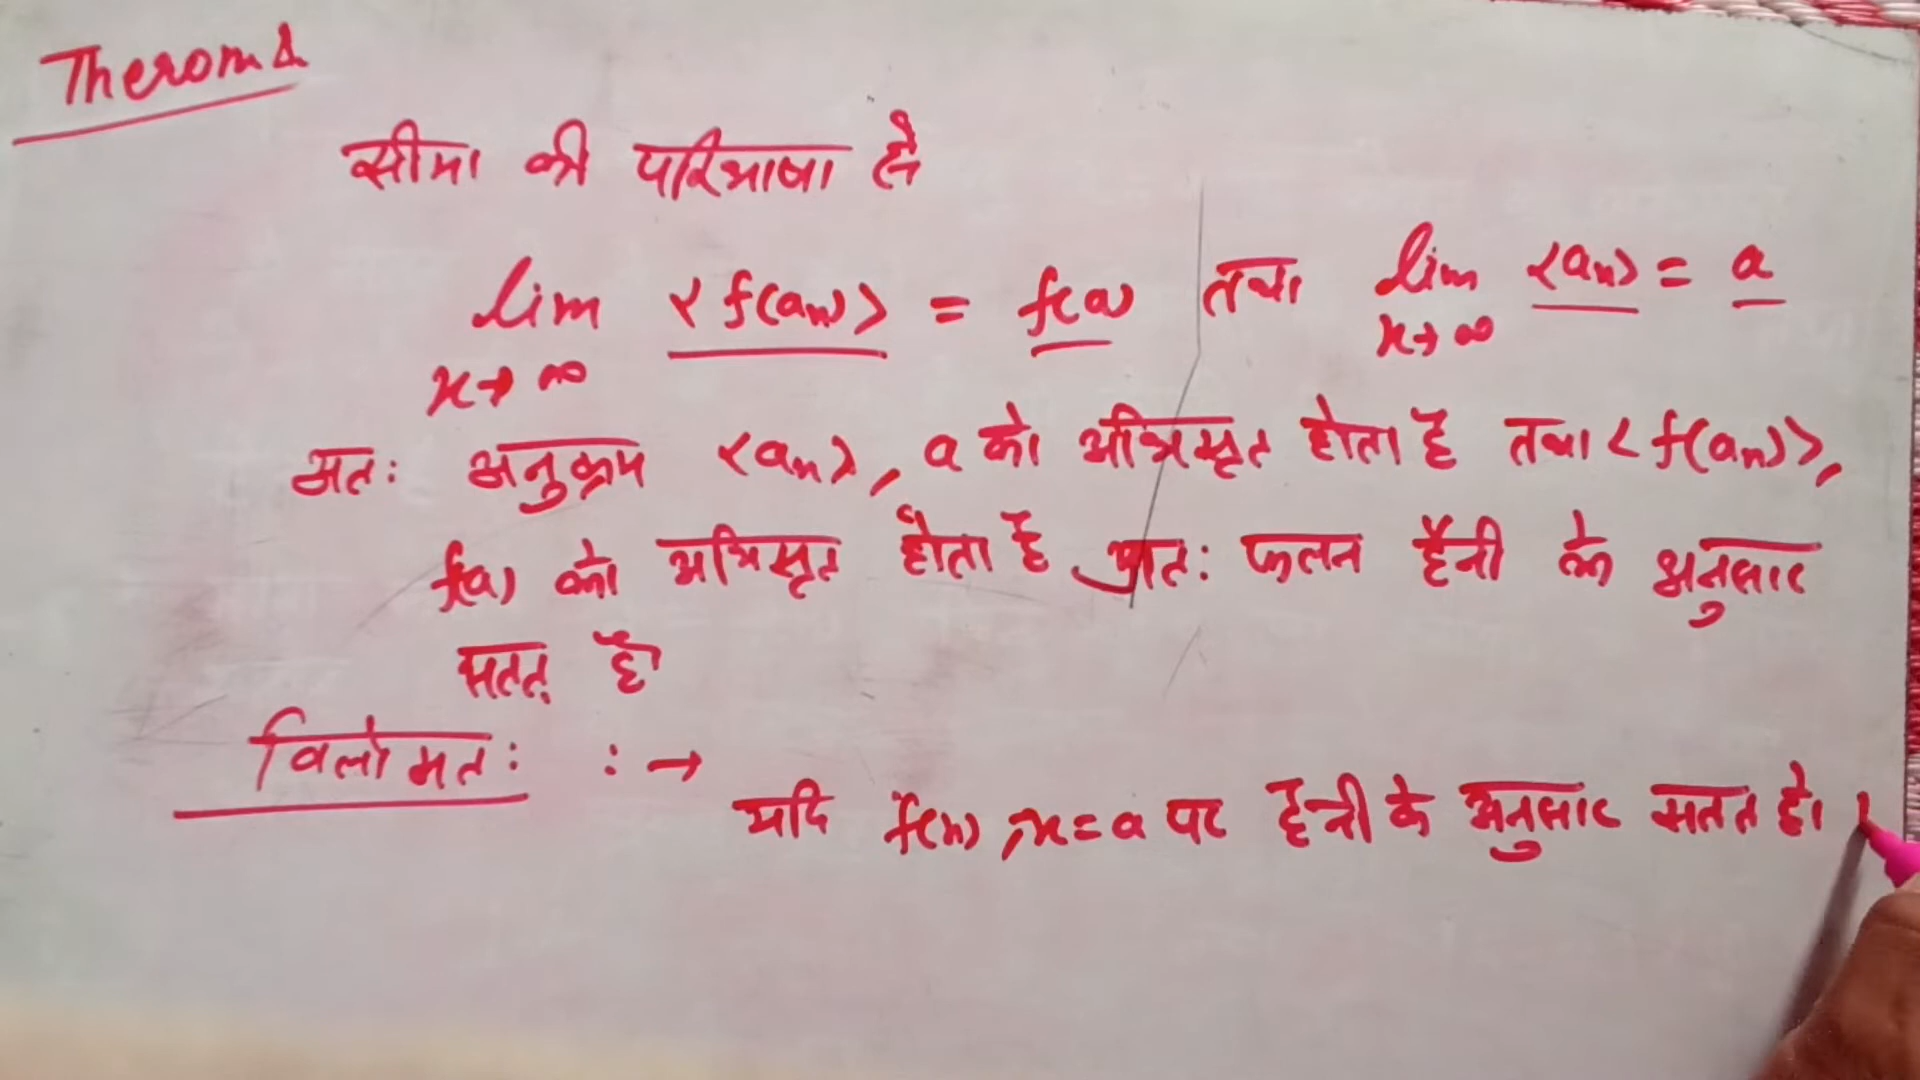 Therom 1
सीमा की परिभाषा से
lim <f(an)> = f(a) तथा lim <an> = a
x→∞ x→∞
अतः अनुक्रम <an>, a को अभिसृत होता है तथा <f(an)>,
f(a) को अभिसृत होता है अतः फलन हैनी के अनुसार
सतत् है।
विलोमतः :→
यदि f(x), x=a पर हैनी के अनुसार सतत है।